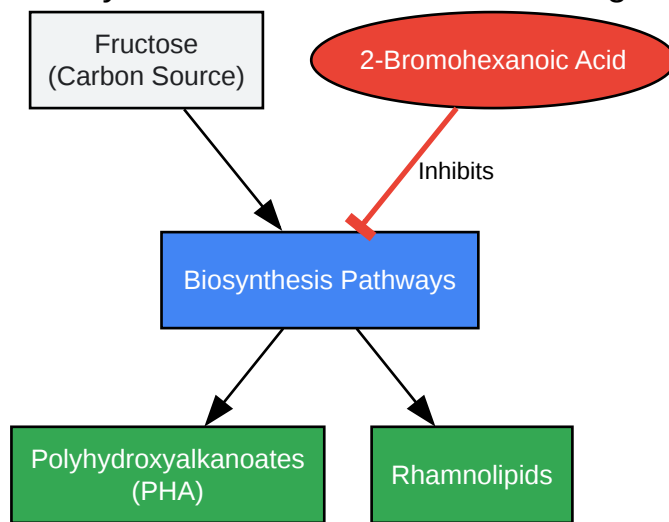 Fructose
(Carbon Source)
2-Bromohexanoic Acid
Inhibits
Biosynthesis Pathways
Polyhydroxyalkanoates
(PHA)
Rhamnolipids